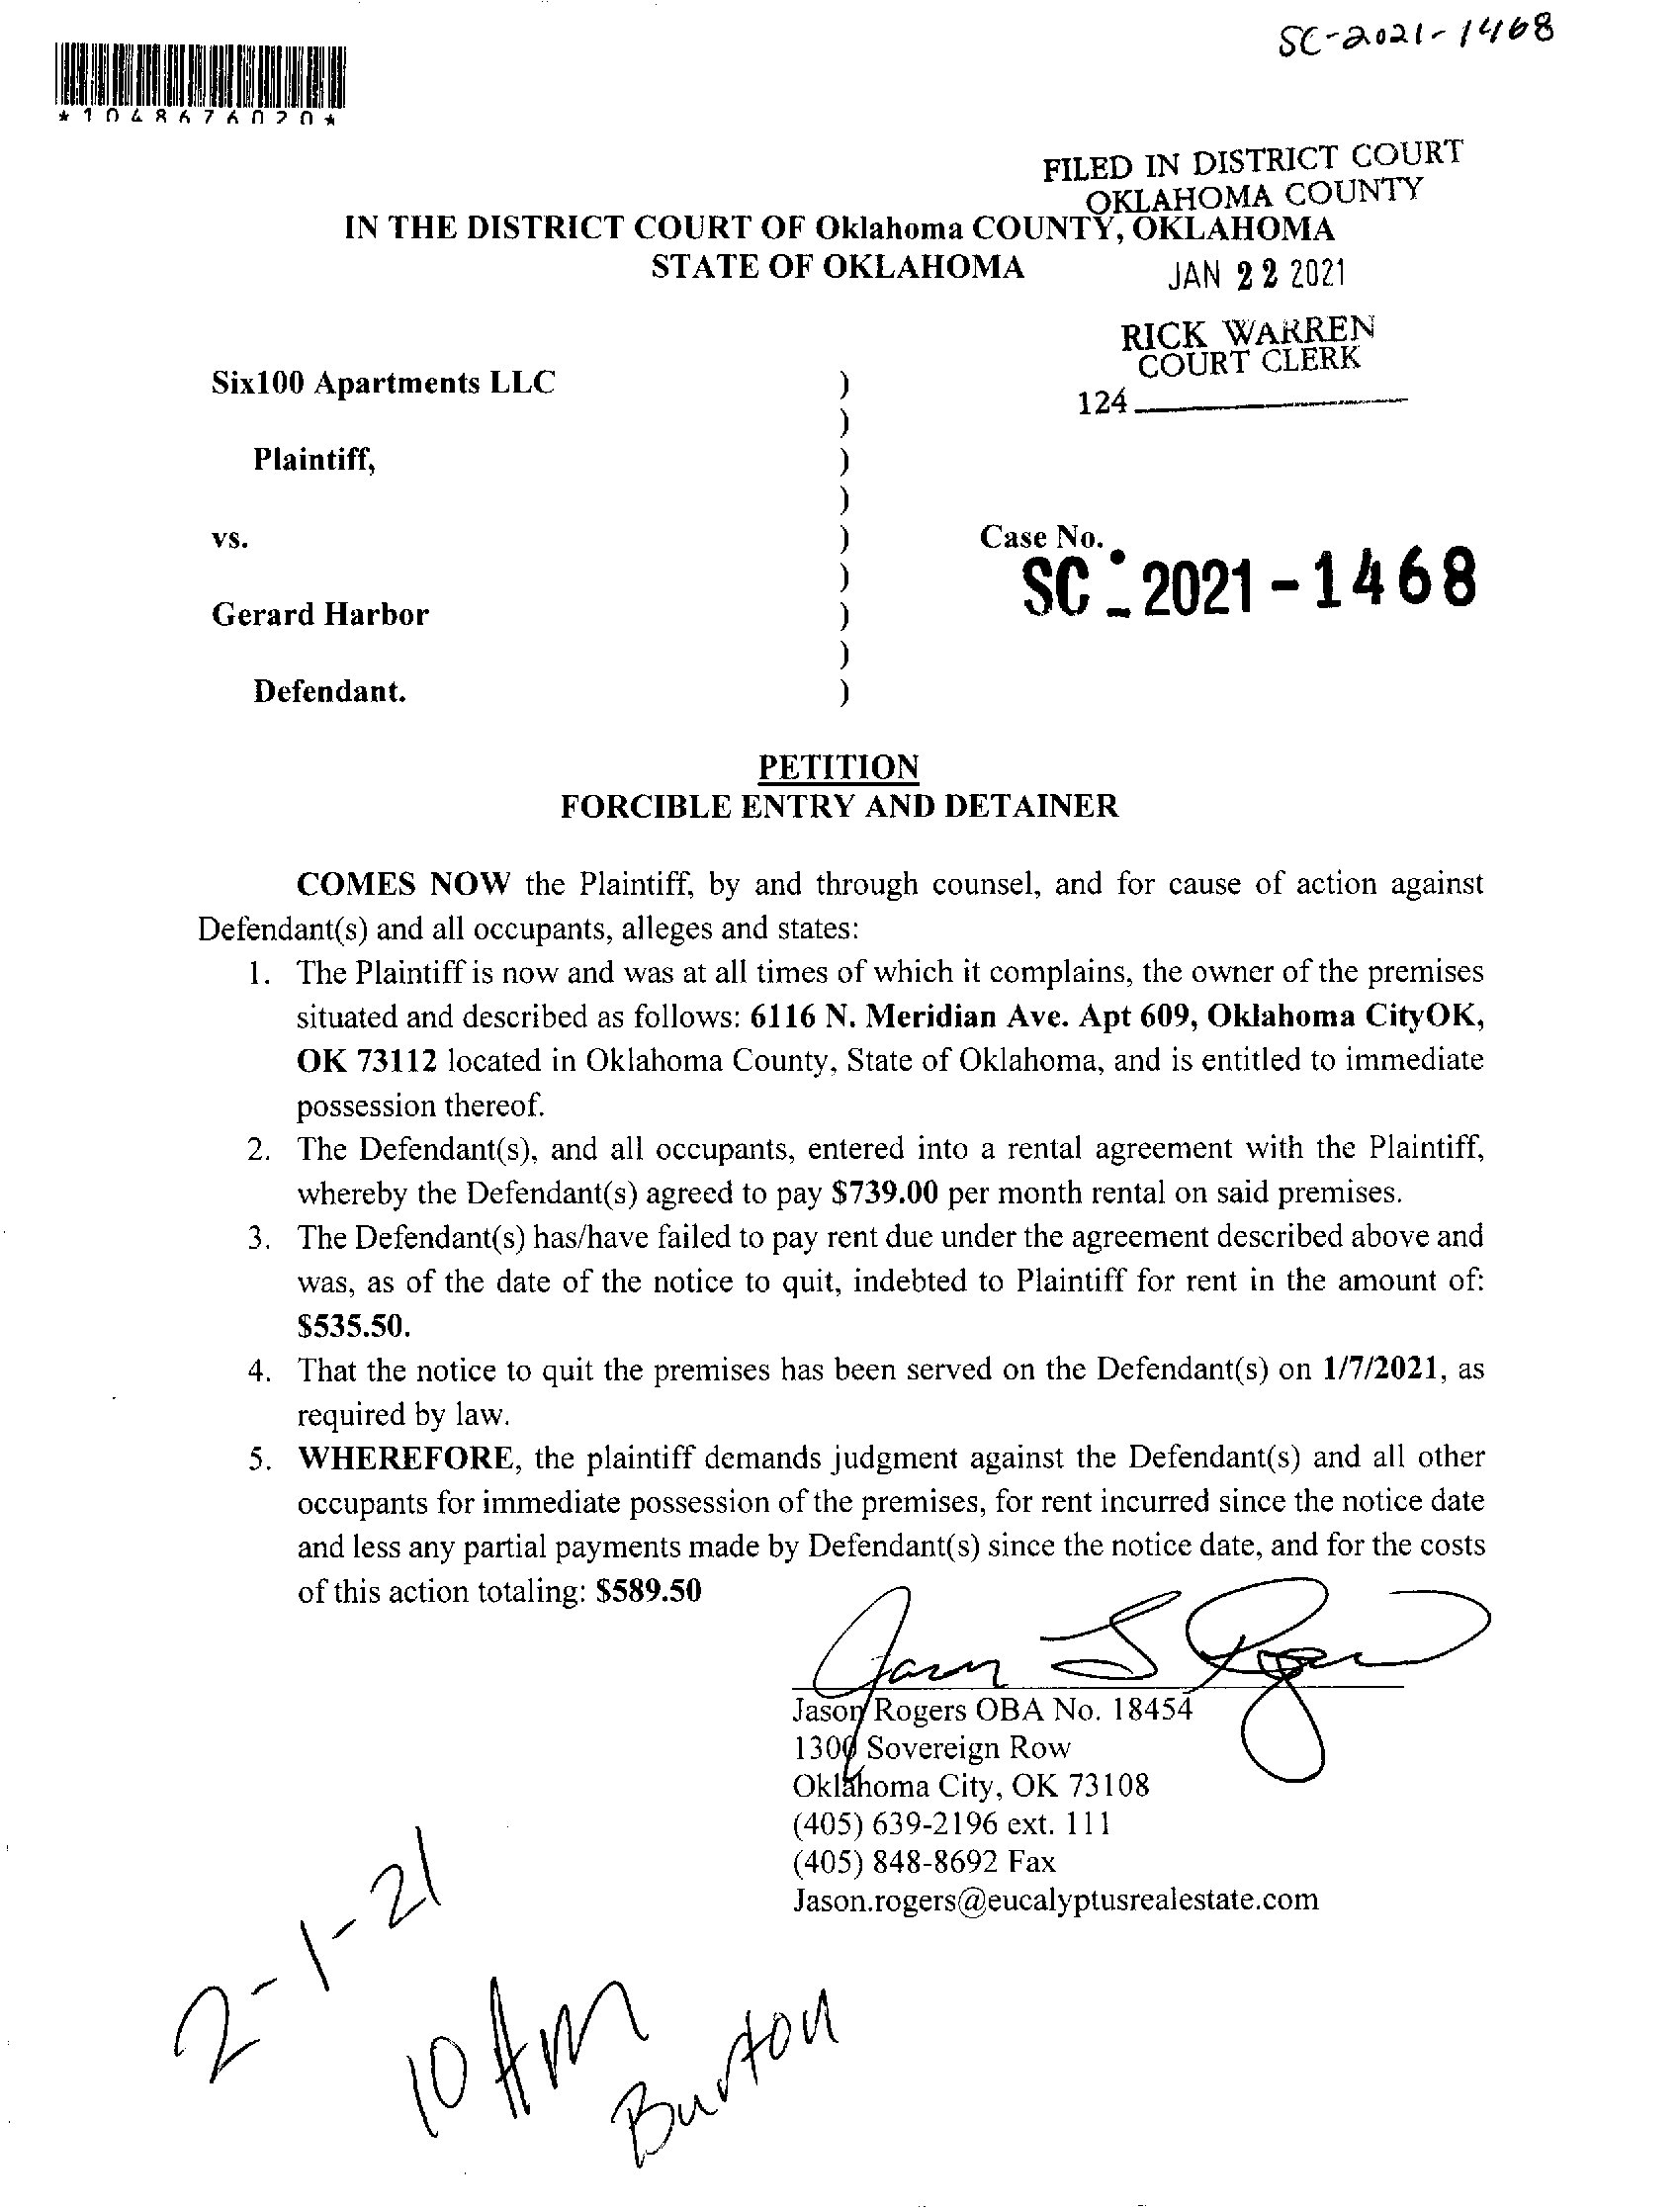 SC-2021-1468
*1048676020*
FILED IN DISTRICT COURT
OKLAHOMA COUNTY
IN THE DISTRICT COURT OF Oklahoma COUNTY, OKLAHOMA
STATE OF OKLAHOMA
JAN 22 2021
RICK WARREN
COURT CLERK
124
Six100 Apartments LLC )
)
Plaintiff, )
)
vs. ) Case No.
) SC - 2021-1468
Gerard Harbor )
)
Defendant. )
PETITION
FORCIBLE ENTRY AND DETAINER
COMES NOW the Plaintiff, by and through counsel, and for cause of action against
Defendant(s) and all occupants, alleges and states:
1. The Plaintiff is now and was at all times of which it complains, the owner of the premises
situated and described as follows: 6116 N. Meridian Ave. Apt 609, Oklahoma CityOK,
OK 73112 located in Oklahoma County, State of Oklahoma, and is entitled to immediate
possession thereof.
2. The Defendant(s), and all occupants, entered into a rental agreement with the Plaintiff,
whereby the Defendant(s) agreed to pay $739.00 per month rental on said premises.
3. The Defendant(s) has/have failed to pay rent due under the agreement described above and
was, as of the date of the notice to quit, indebted to Plaintiff for rent in the amount of:
$535.50.
4. That the notice to quit the premises has been served on the Defendant(s) on 1/7/2021, as
required by law.
5. WHEREFORE, the plaintiff demands judgment against the Defendant(s) and all other
occupants for immediate possession of the premises, for rent incurred since the notice date
and less any partial payments made by Defendant(s) since the notice date, and for the costs
of this action totaling: $589.50
Jason Rogers OBA No. 18454
1300 Sovereign Row
Oklahoma City, OK 73108
(405) 639-2196 ext. 111
(405) 848-8692 Fax
Jason.rogers@eucalyptusrealestate.com
2-1-21
10 Am
Burton